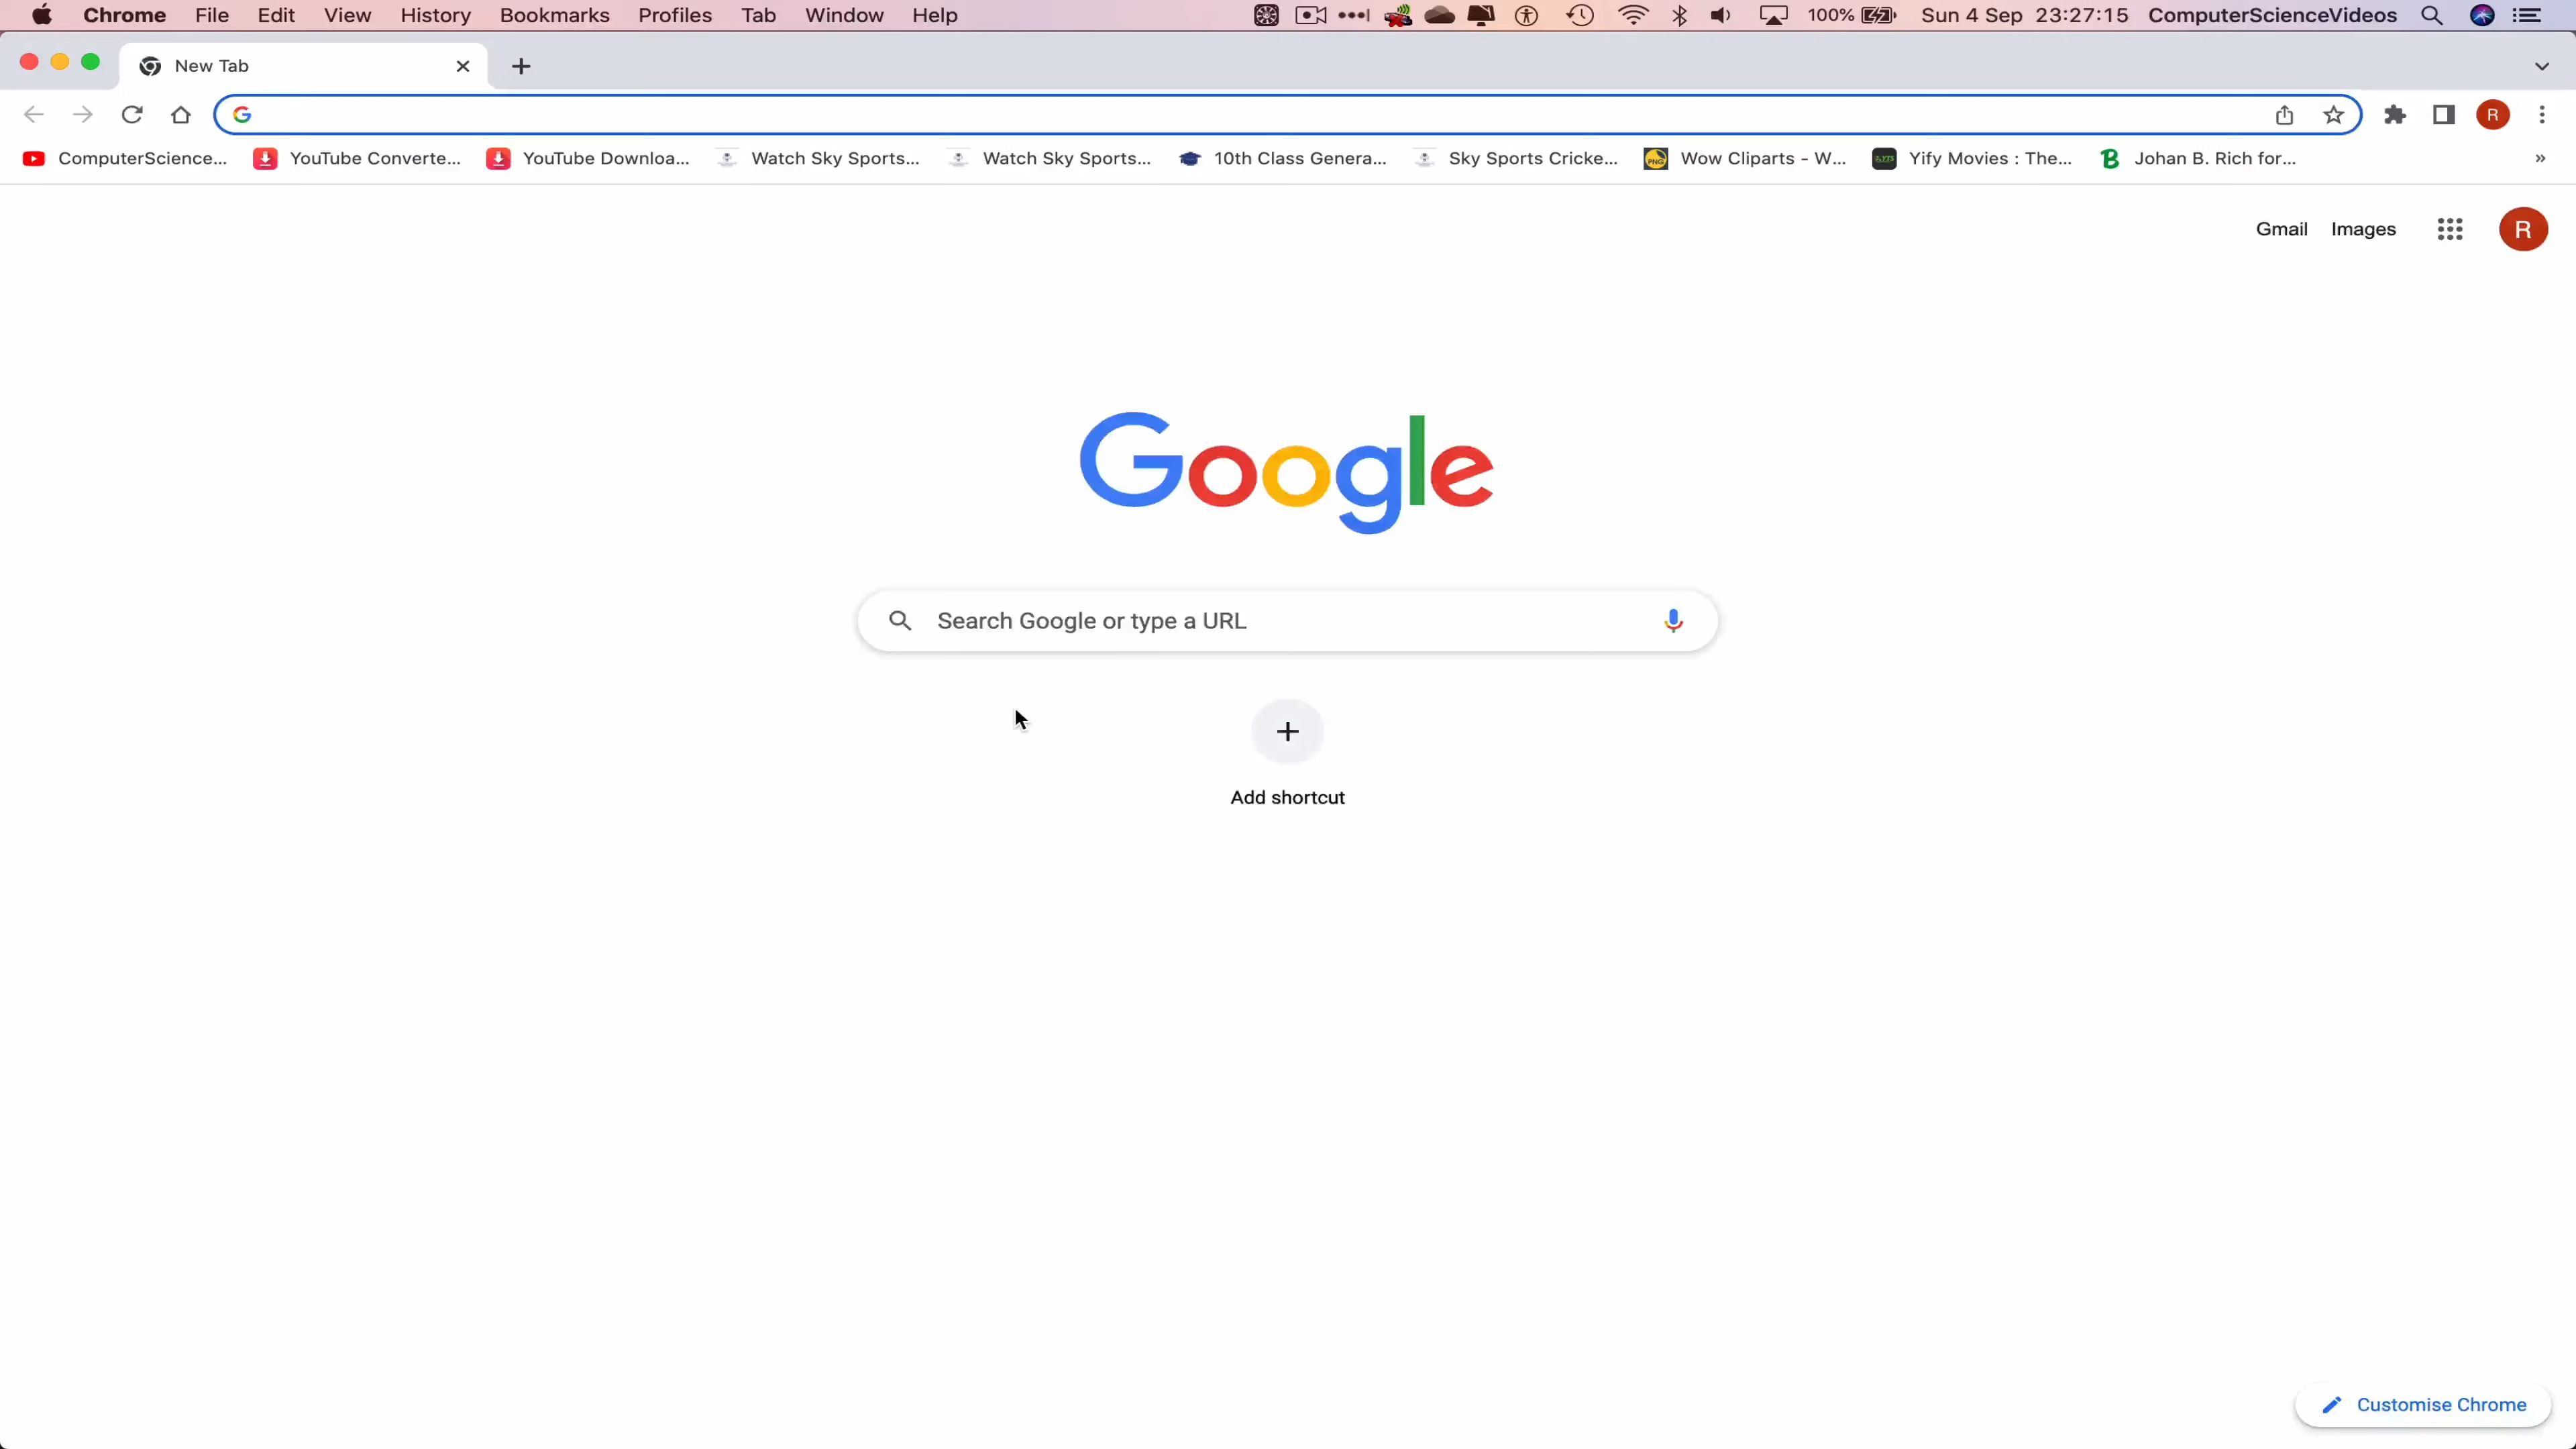 Chrome File Edit View History Bookmarks Profiles Tab Window Help 100% Sun 4 Sep 23:27:15 ComputerScienceVideos
New Tab
ComputerScience... YouTube Converte... YouTube Downloa... Watch Sky Sports... Watch Sky Sports... 10th Class Genera... Sky Sports Cricke... PNG Wow Cliparts - W... Yify Movies : The... B Johan B. Rich for... »
R
Gmail Images R
Google
Search Google or type a URL
Add shortcut
Customise Chrome